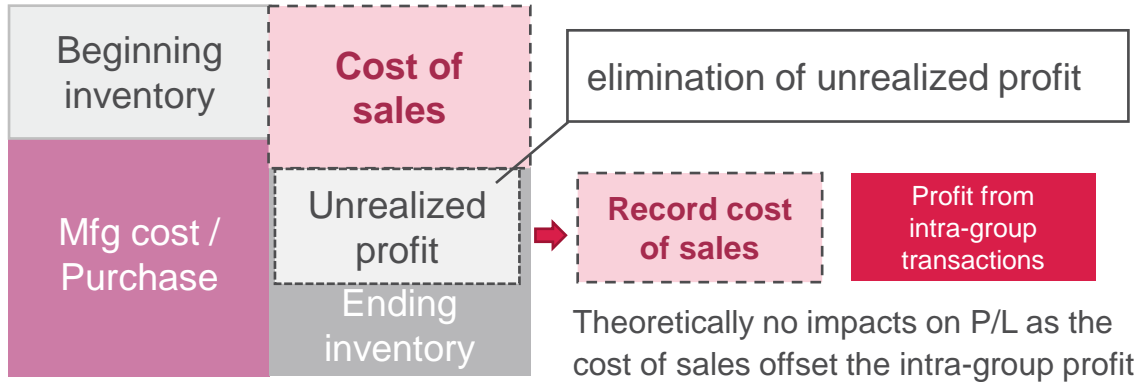 Beginning
inventory
Cost of
sales
elimination of unrealized profit
Mfg cost /
Purchase
Unrealized
profit
Ending
inventory
Record cost
of sales
Profit from
intra-group
transactions
Theoretically no impacts on P/L as the
cost of sales offset the intra-group profit